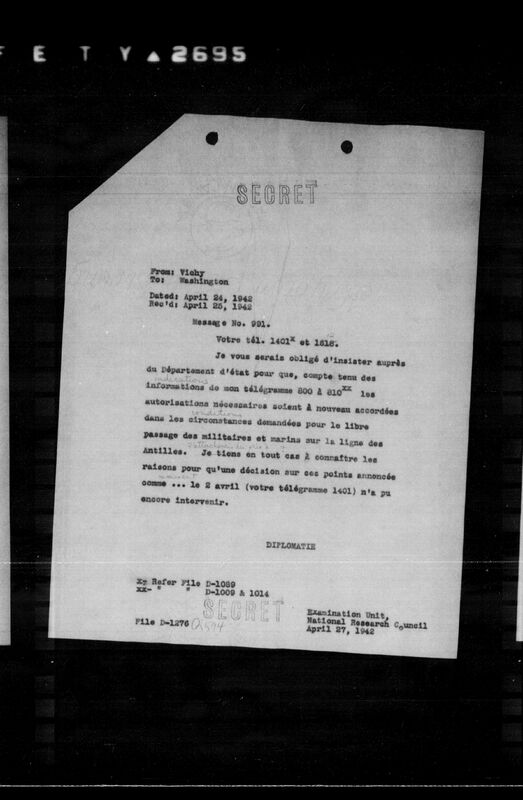 F E T Y ▲ 2695
SECRET
From: Vichy
To: Washington
Dated: April 24, 1942
Rec'd: April 25, 1942
Message No. 991.
Votre tél. 1401x et 1518.
Je vous serais obligé d'insister auprès
du Département d'état pour que, compte tenu des
indications
informations de mon télégramme 800 à 810xx les
autorisations nécessaires soient à nouveau accordées
conditions
dans les circonstances demandées pour le libre
passage des militaires et marins sur la ligne des
Antilles. Je tiens en tout cas à connaître les
raisons pour qu'une décision sur ces points annoncée
comme ... le 2 avril (votre télégramme 1401) n'a pu
encore intervenir.
DIPLOMATIE
x- Refer File D-1089
xx- " " D-1009 & 1014
SECRET
File D-1276
Examination Unit,
National Research Council
April 27, 1942